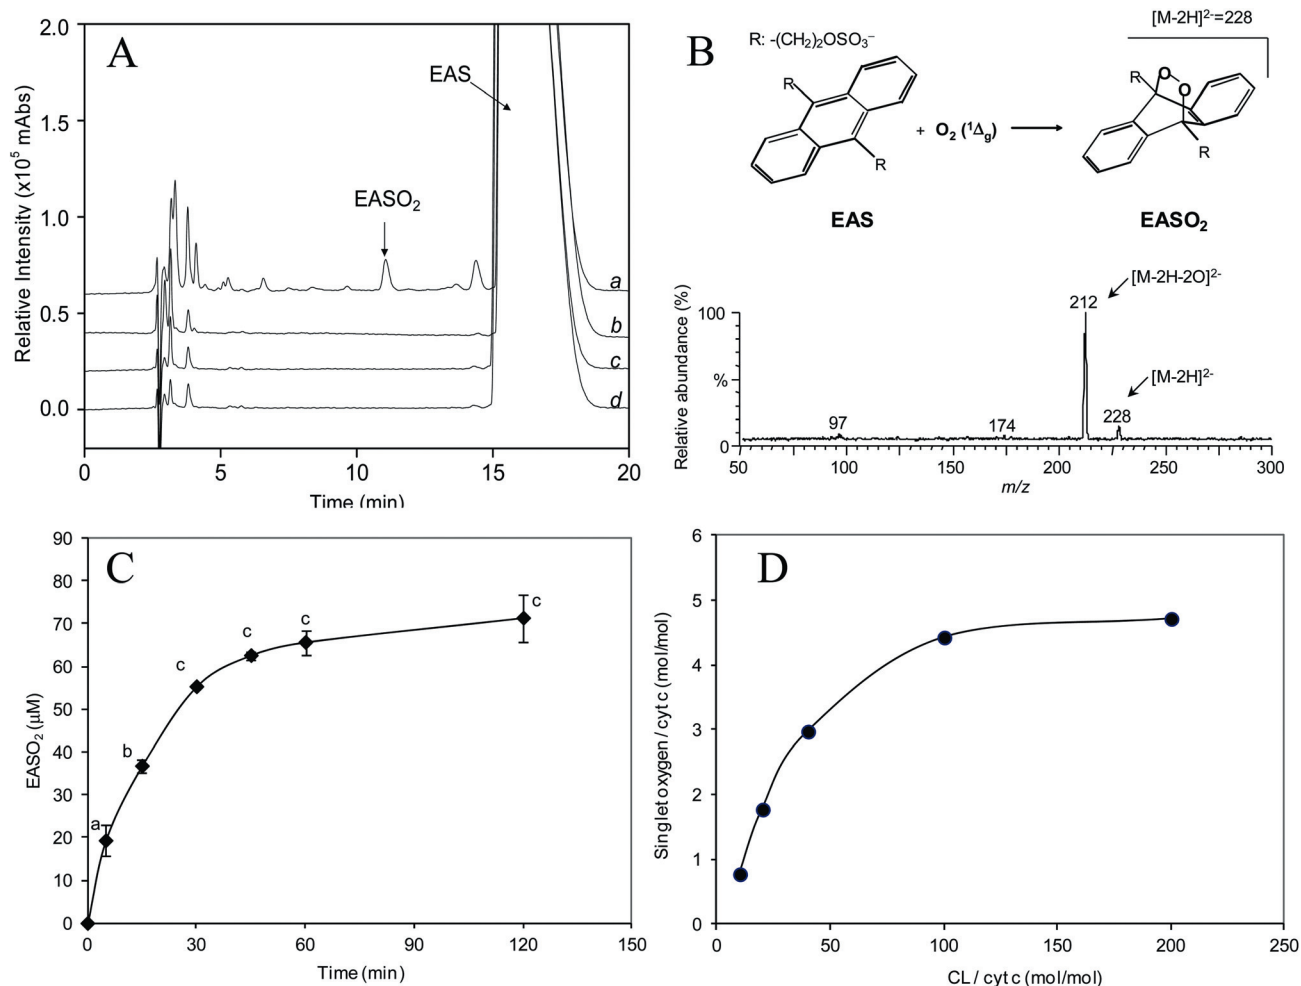 A
2.0
1.5
1.0
0.5
0.0
Relative Intensity (x10⁵ mAbs)
EAS
EASO₂
a
b
c
d
0 5 10 15 20
Time (min)
B
R: -(CH₂)₂OSO₃⁻
[M-2H]²⁻=228
R
R
+ O₂ (¹Δg)
R
O
O
R
EAS
EASO₂
[M-2H-2O]²⁻
212
[M-2H]²⁻
228
97
174
100
%
0
Relative abundance (%)
50 100 150 200 250 300
m/z
C
90
80
70
60
50
40
30
20
10
0
EASO₂ (μM)
a
b
c
c
c
c
0 30 60 90 120 150
Time (min)
D
6
5
4
3
2
1
0
Singlet oxygen / cyt c (mol/mol)
0 50 100 150 200 250
CL / cyt c (mol/mol)